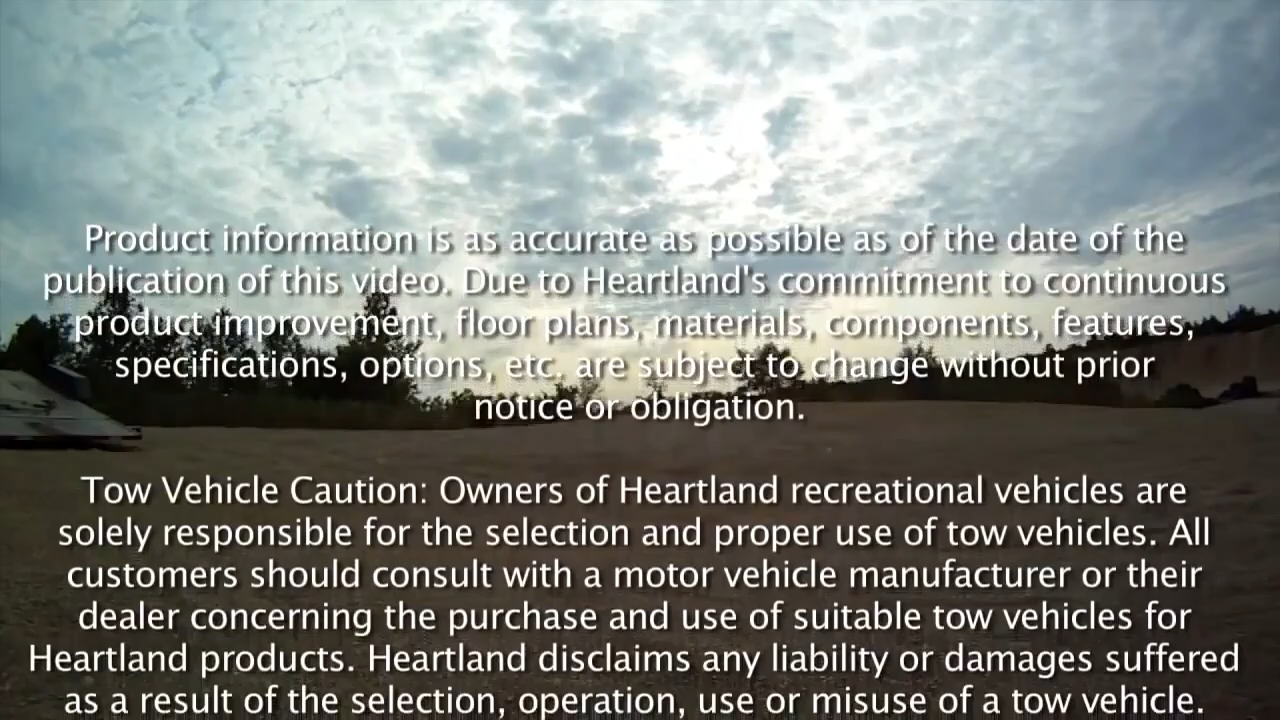 Product information is as accurate as possible as of the date of the
publication of this video. Due to Heartland's commitment to continuous
product improvement, floor plans, materials, components, features,
specifications, options, etc. are subject to change without prior
notice or obligation.
Tow Vehicle Caution: Owners of Heartland recreational vehicles are
solely responsible for the selection and proper use of tow vehicles. All
customers should consult with a motor vehicle manufacturer or their
dealer concerning the purchase and use of suitable tow vehicles for
Heartland products. Heartland disclaims any liability or damages suffered
as a result of the selection, operation, use or misuse of a tow vehicle.